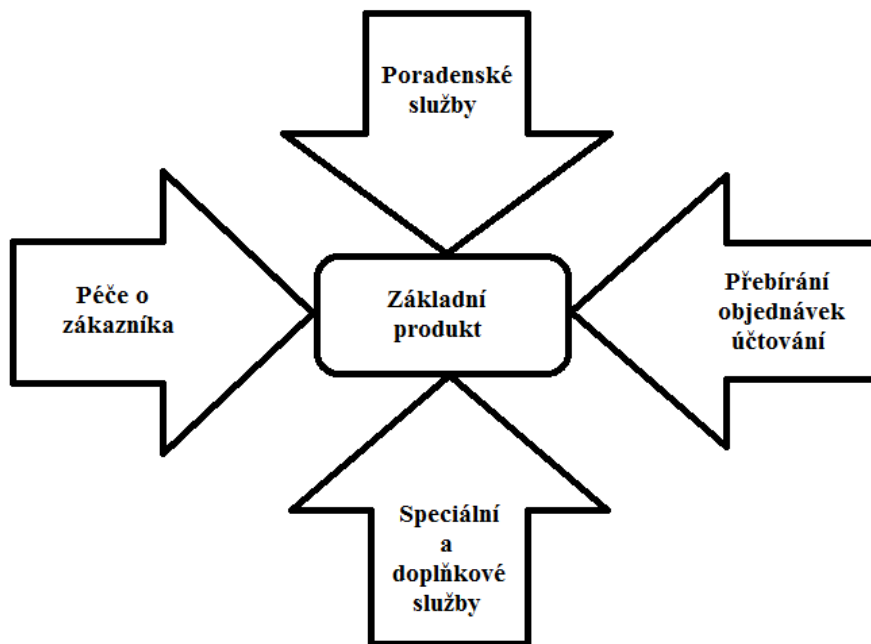 Poradenské
služby
Péče o
zákazníka
Základní
produkt
Přebírání
objednávek
účtování
Speciální
a
doplňkové
služby